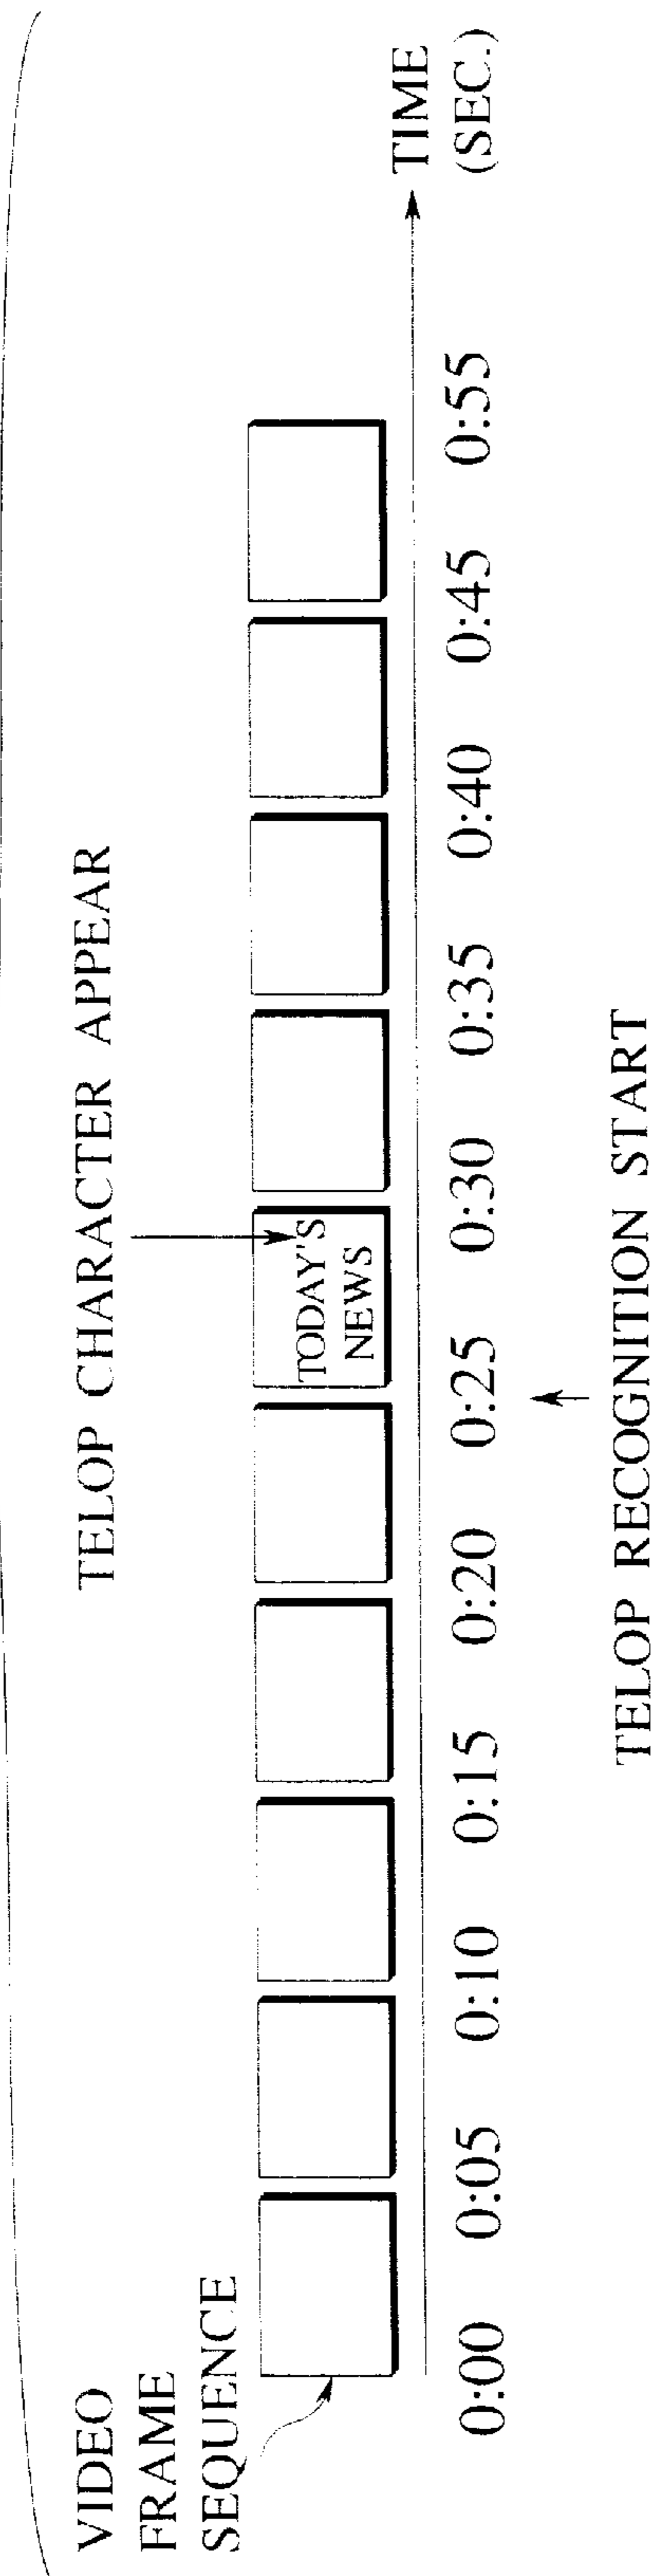 VIDEO
FRAME
SEQUENCE
TELOP CHARACTER APPEAR
TODAY'S
NEWS
TIME
(SEC.)
0:00 0:05 0:10 0:15 0:20 0:25 0:30 0:35 0:40 0:45 0:55
TELOP RECOGNITION START